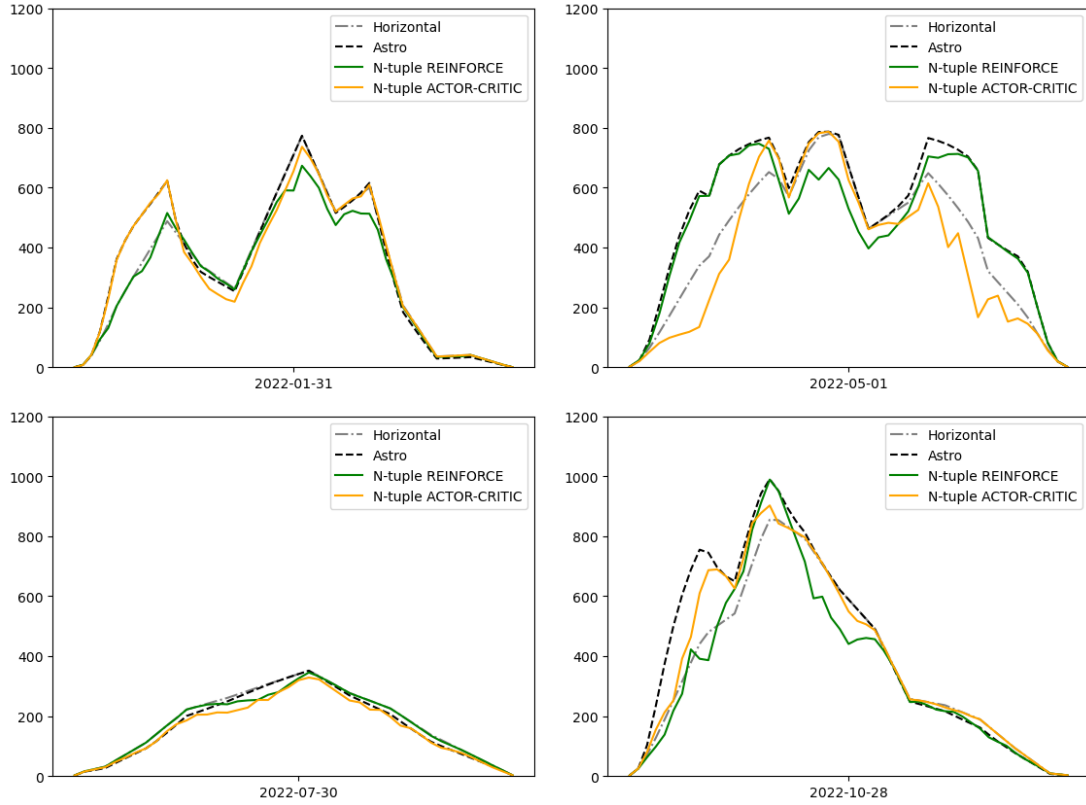 1200
1000
800
600
400
200
0
Horizontal
Astro
N-tuple REINFORCE
N-tuple ACTOR-CRITIC
2022-01-31
1200
1000
800
600
400
200
0
Horizontal
Astro
N-tuple REINFORCE
N-tuple ACTOR-CRITIC
2022-05-01
1200
1000
800
600
400
200
0
Horizontal
Astro
N-tuple REINFORCE
N-tuple ACTOR-CRITIC
2022-07-30
1200
1000
800
600
400
200
0
Horizontal
Astro
N-tuple REINFORCE
N-tuple ACTOR-CRITIC
2022-10-28